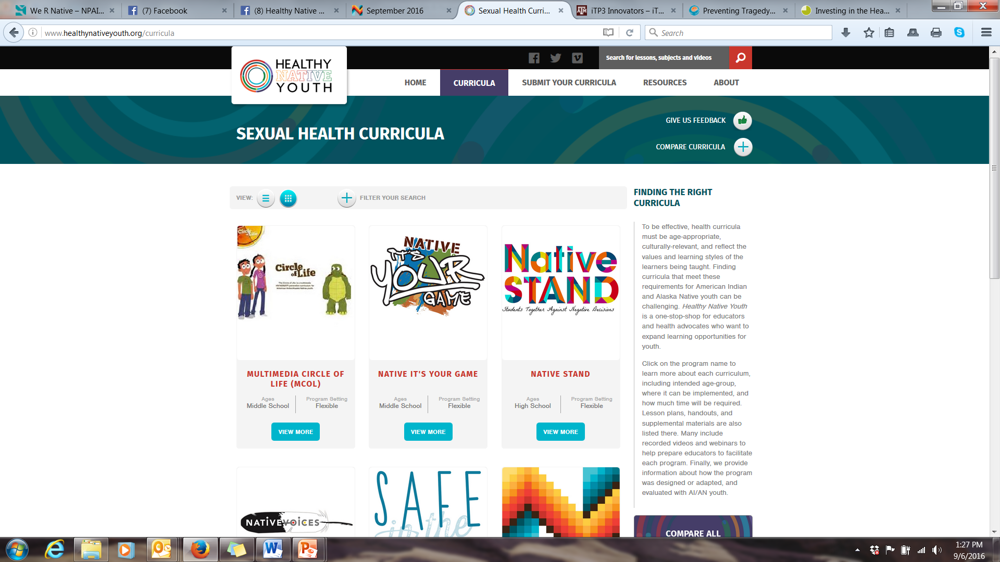 We R Native – NPAI...
(7) Facebook
(8) Healthy Native ...
September 2016
Sexual Health Curri...
iTP3 Innovators – iT...
Preventing Tragedy...
Investing in the Hea...
www.healthynativeyouth.org/curricula
Search
HEALTHY
NATIVE
YOUTH
Search for lessons, subjects and videos
HOME
CURRICULA
SUBMIT YOUR CURRICULA
RESOURCES
ABOUT
SEXUAL HEALTH CURRICULA
GIVE US FEEDBACK
COMPARE CURRICULA
VIEW:
FILTER YOUR SEARCH
Circle
of Life
Circle
of Life
MULTIMEDIA CIRCLE OF
LIFE (MCOL)
Ages
Middle School
Program Setting
Flexible
VIEW MORE
NATIVE
IT'S
YOUR
GAME
NATIVE IT'S YOUR GAME
Ages
Middle School
Program Setting
Flexible
VIEW MORE
Native
STAND
Students Together Against Negative Decisions
NATIVE STAND
Ages
High School
Program Setting
Flexible
VIEW MORE
NATIVEVOICES
SAFE
in the
FINDING THE RIGHT
CURRICULA
To be effective, health curricula
must be age-appropriate,
culturally-relevant, and reflect the
values and learning styles of the
learners being taught. Finding
curricula that meet these
requirements for American Indian
and Alaska Native youth can be
challenging. Healthy Native Youth
is a one-stop-shop for educators
and health advocates who want to
expand learning opportunities for
youth.
Click on the program name to
learn more about each curriculum,
including intended age-group,
where it can be implemented, and
how much time will be required.
Lesson plans, handouts, and
supplemental materials are also
listed there. Many include
recorded videos and webinars to
help prepare educators to facilitate
each program. Finally, we provide
information about how the program
was designed or adapted, and
evaluated with AI/AN youth.
COMPARE ALL
1:27 PM
9/6/2016